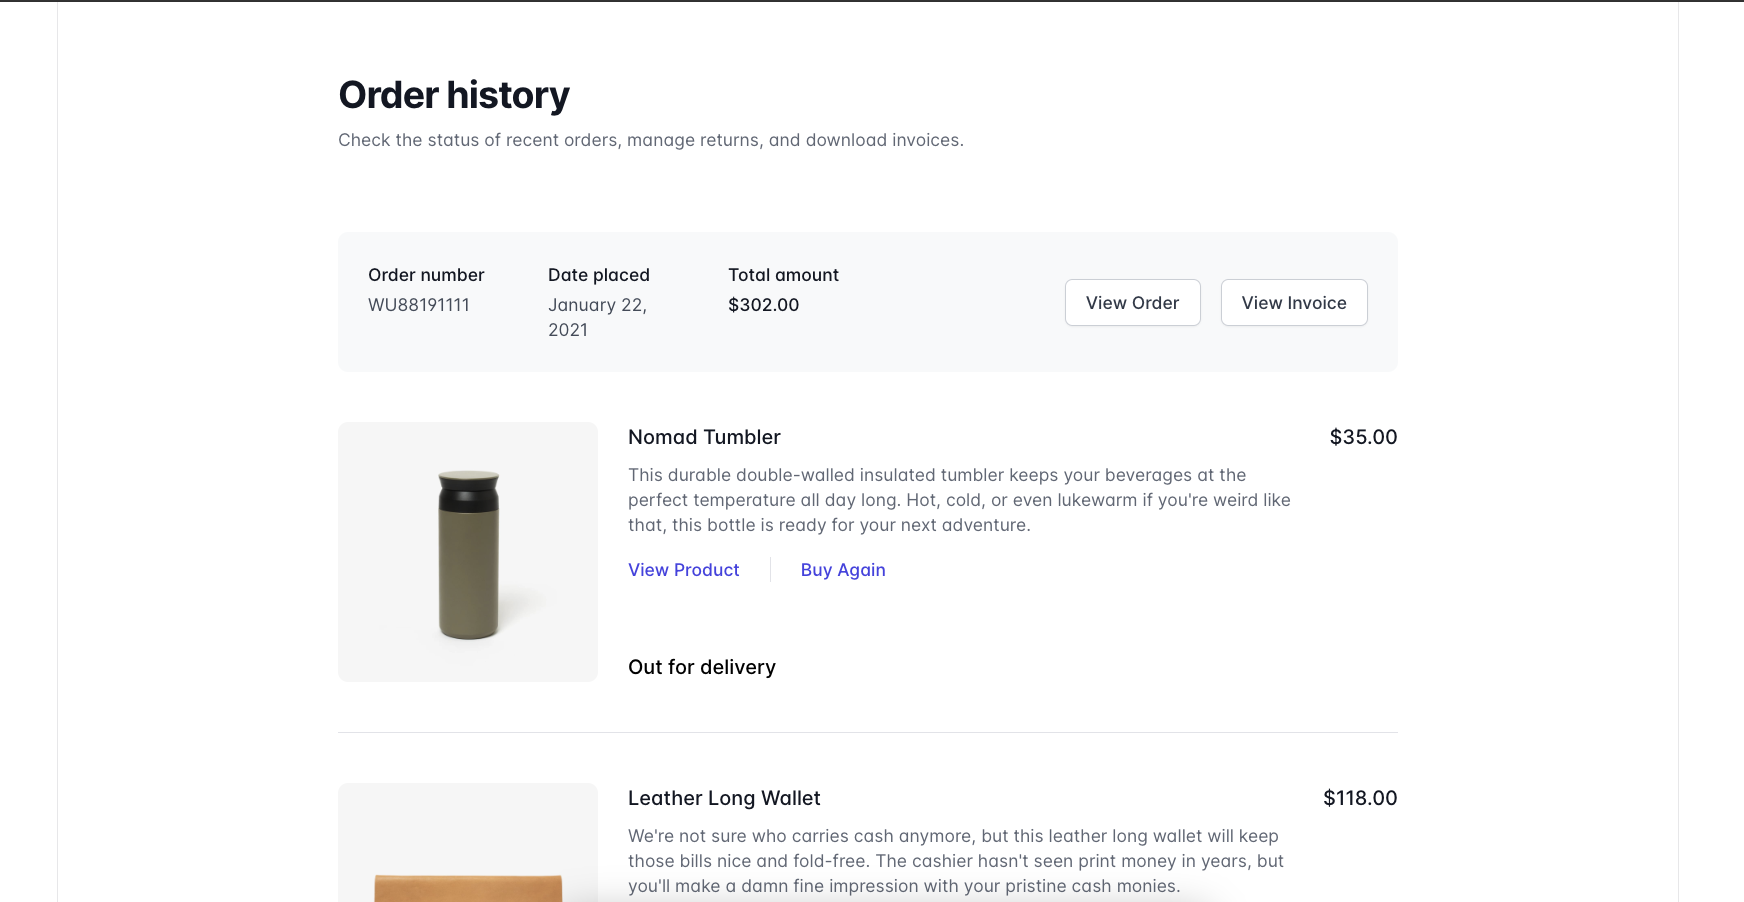 Order history
Check the status of recent orders, manage returns, and download invoices.
Order number
WU88191111
Date placed
January 22,
2021
Total amount
$302.00
View Order
View Invoice
Nomad Tumbler
$35.00
This durable double-walled insulated tumbler keeps your beverages at the
perfect temperature all day long. Hot, cold, or even lukewarm if you're weird like
that, this bottle is ready for your next adventure.
View Product
Buy Again
Out for delivery
Leather Long Wallet
$118.00
We're not sure who carries cash anymore, but this leather long wallet will keep
those bills nice and fold-free. The cashier hasn't seen print money in years, but
you'll make a damn fine impression with your pristine cash monies.